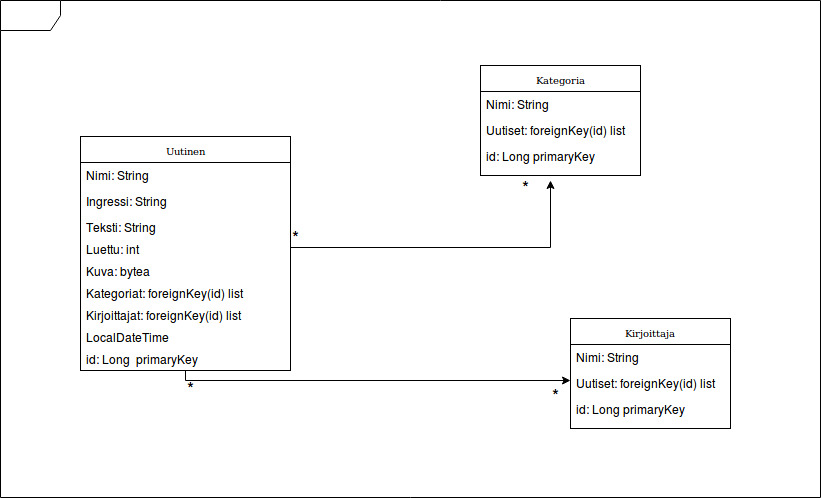 Kategoria
Nimi: String
Uutiset: foreignKey(id) list
id: Long primaryKey
*
Uutinen
Nimi: String
Ingressi: String
Teksti: String
Luettu: int
Kuva: bytea
Kategoriat: foreignKey(id) list
Kirjoittajat: foreignKey(id) list
LocalDateTime
id: Long  primaryKey
*
*
Kirjoittaja
Nimi: String
Uutiset: foreignKey(id) list
id: Long primaryKey
*